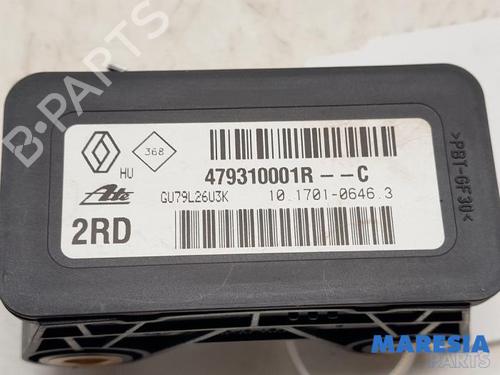 368
HU
479310001R--C
Ate
GU79L26U3K
10.1701-0646.3
2RD
>PBT-GF30<
B-PARTS
MARESIA
PARTS